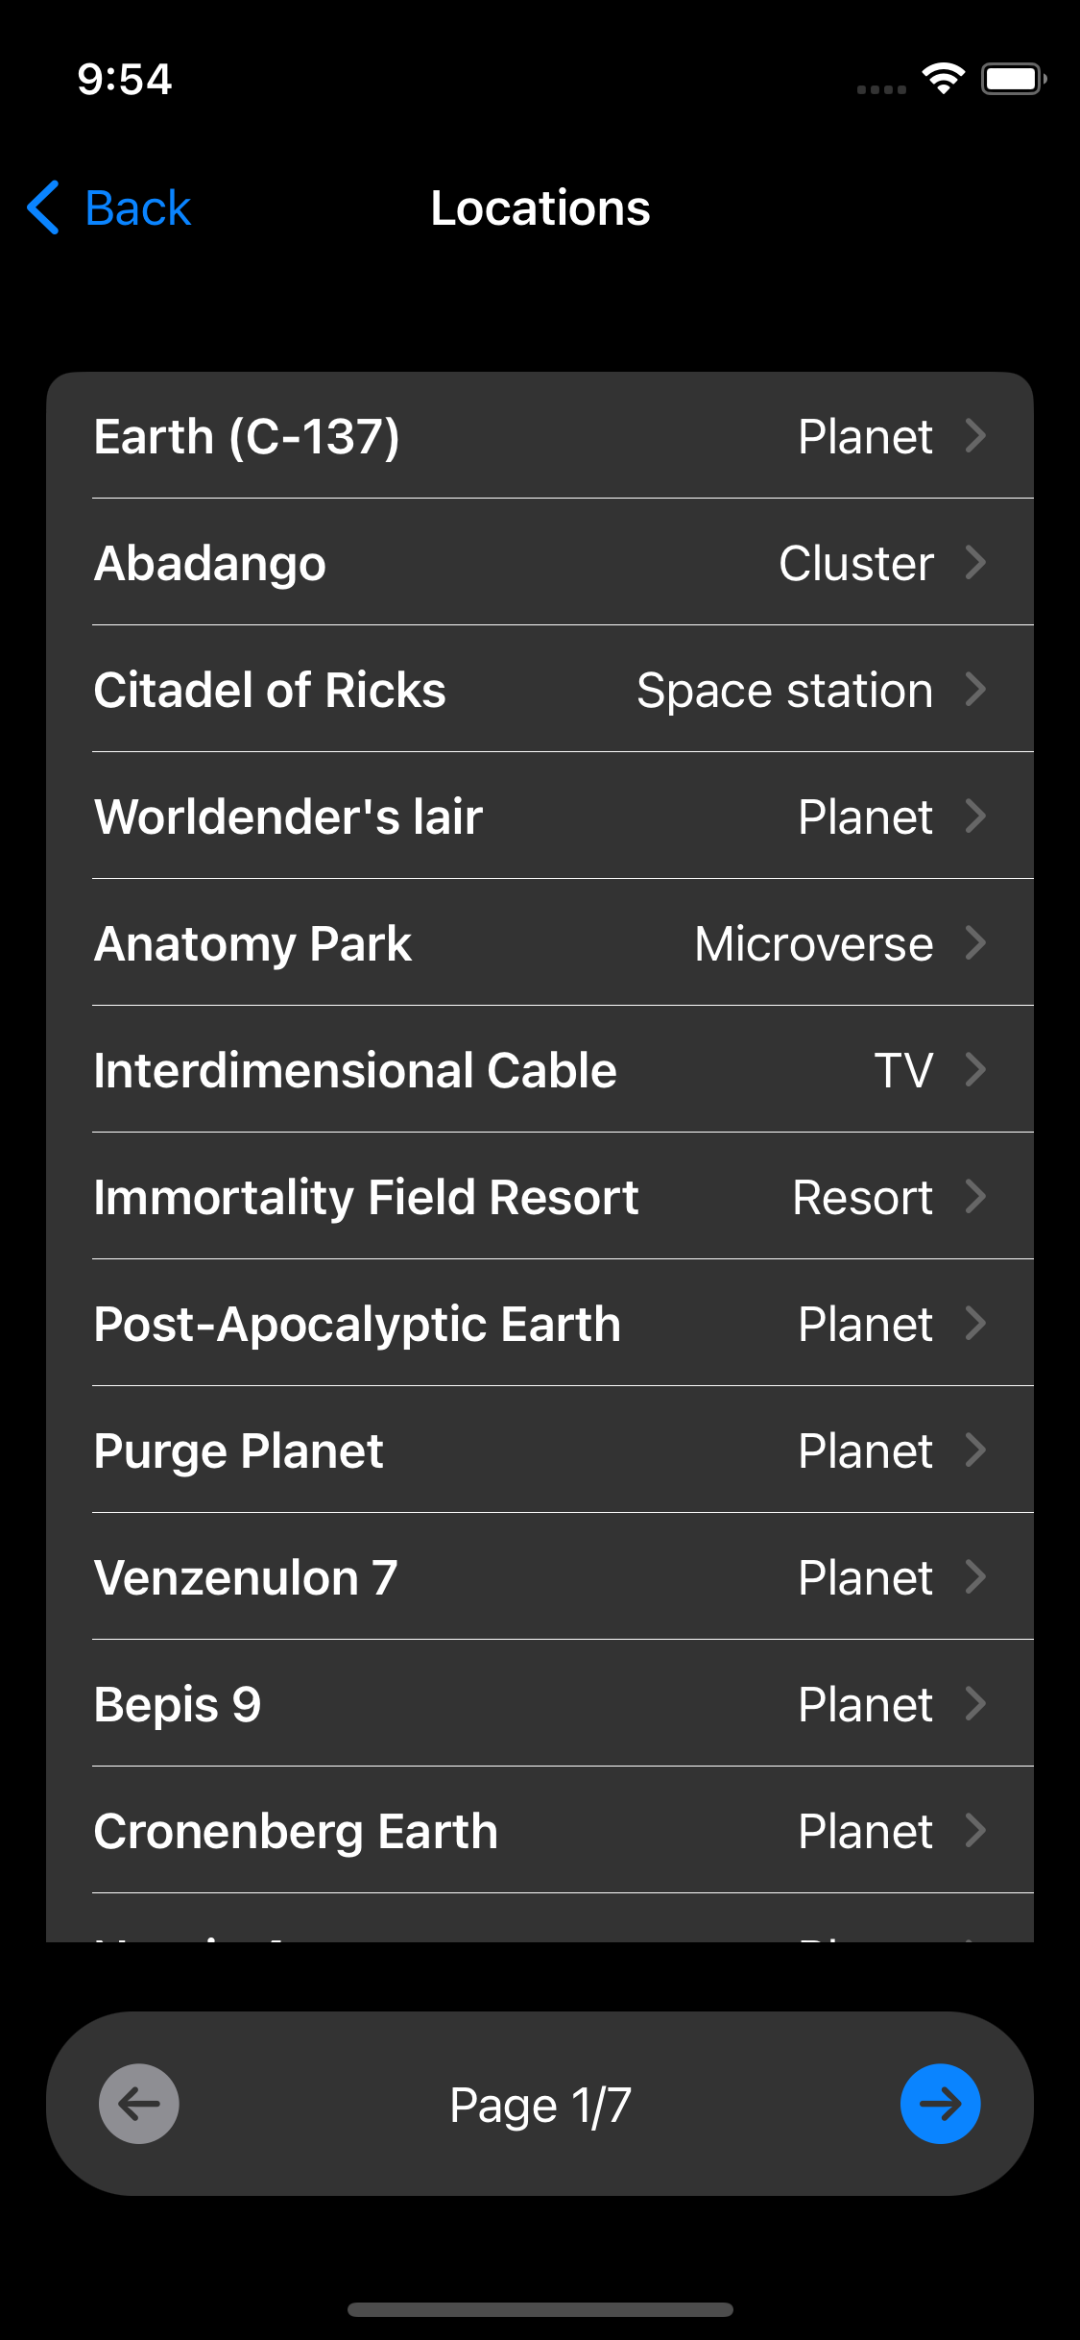 9:54
Back
Locations
Earth (C-137) Planet
Abadango Cluster
Citadel of Ricks Space station
Worldender's lair Planet
Anatomy Park Microverse
Interdimensional Cable TV
Immortality Field Resort Resort
Post-Apocalyptic Earth Planet
Purge Planet Planet
Venzenulon 7 Planet
Bepis 9 Planet
Cronenberg Earth Planet
Page 1/7